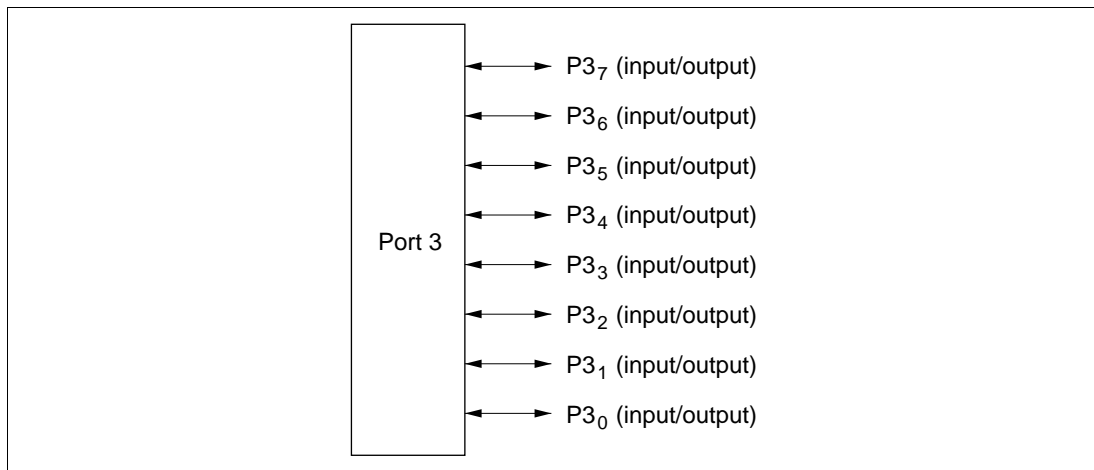 P3₇ (input/output)
P3₆ (input/output)
P3₅ (input/output)
P3₄ (input/output)
Port 3
P3₃ (input/output)
P3₂ (input/output)
P3₁ (input/output)
P3₀ (input/output)